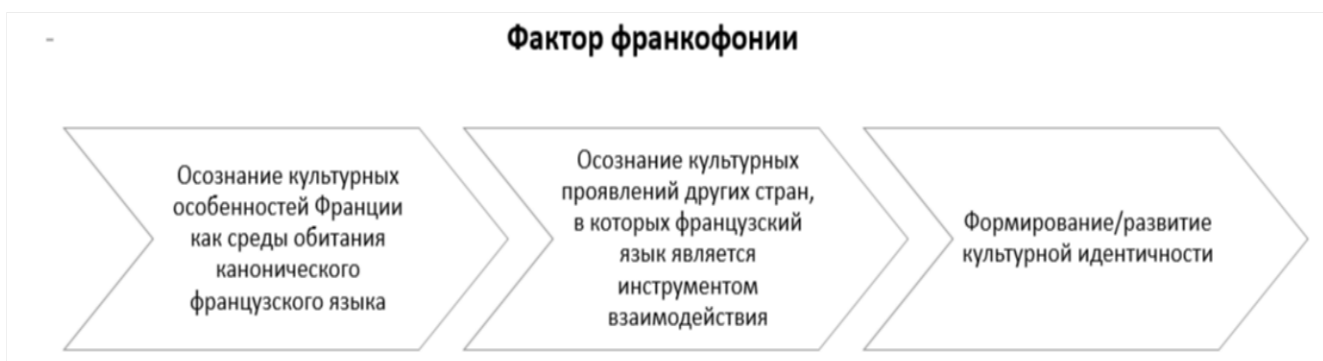 -
Фактор франкофонии
Осознание культурных
особенностей Франции
как среды обитания
канонического
французского языка
Осознание культурных
проявлений других стран,
в которых французский
язык является
инструментом
взаимодействия
Формирование/развитие
культурной идентичности